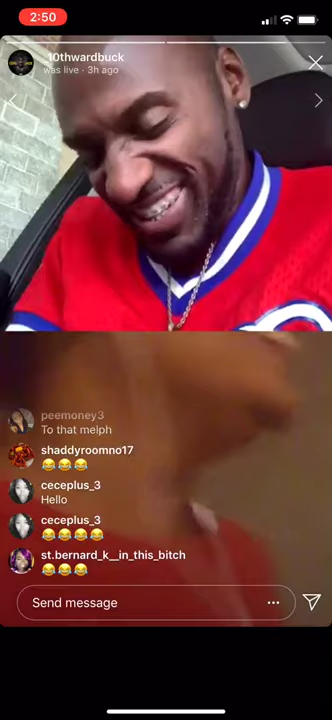 2:50
10thwardbuck
was live · 3h ago
peemoney3
To that melph
shaddyroomno17
😂😂😂
ceceplus_3
Hello
ceceplus_3
😂😂😂😂
st.bernard_k__in_this_bitch
😂😂😂
Send message